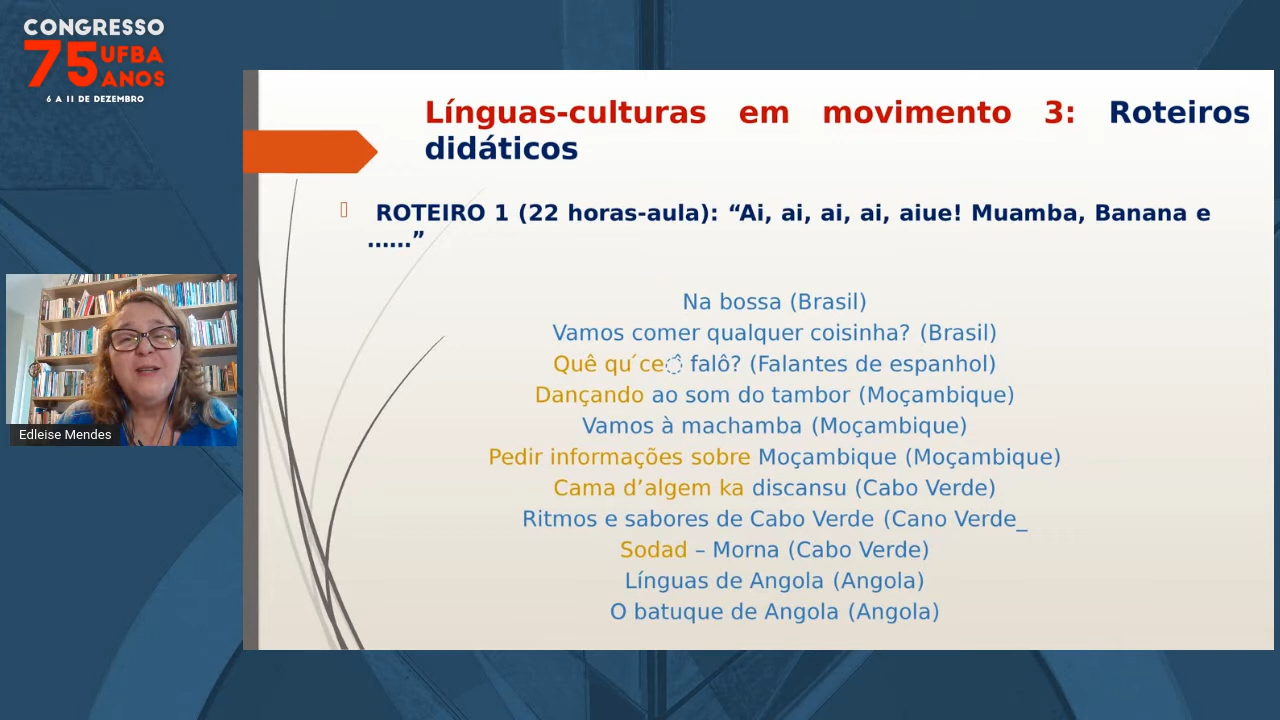 CONGRESSO
75 UFBA
ANOS
6 A 11 DE DEZEMBRO
Línguas-culturas em movimento 3: Roteiros
didáticos
ROTEIRO 1 (22 horas-aula): “Ai, ai, ai, ai, aiue! Muamba, Banana e
……”
Na bossa (Brasil)
Vamos comer qualquer coisinha? (Brasil)
Quê qu´ce◌̂ falô? (Falantes de espanhol)
Dançando ao som do tambor (Moçambique)
Vamos à machamba (Moçambique)
Pedir informações sobre Moçambique (Moçambique)
Cama d’algem ka discansu (Cabo Verde)
Ritmos e sabores de Cabo Verde (Cano Verde_
Sodad – Morna (Cabo Verde)
Línguas de Angola (Angola)
O batuque de Angola (Angola)
Edleise Mendes